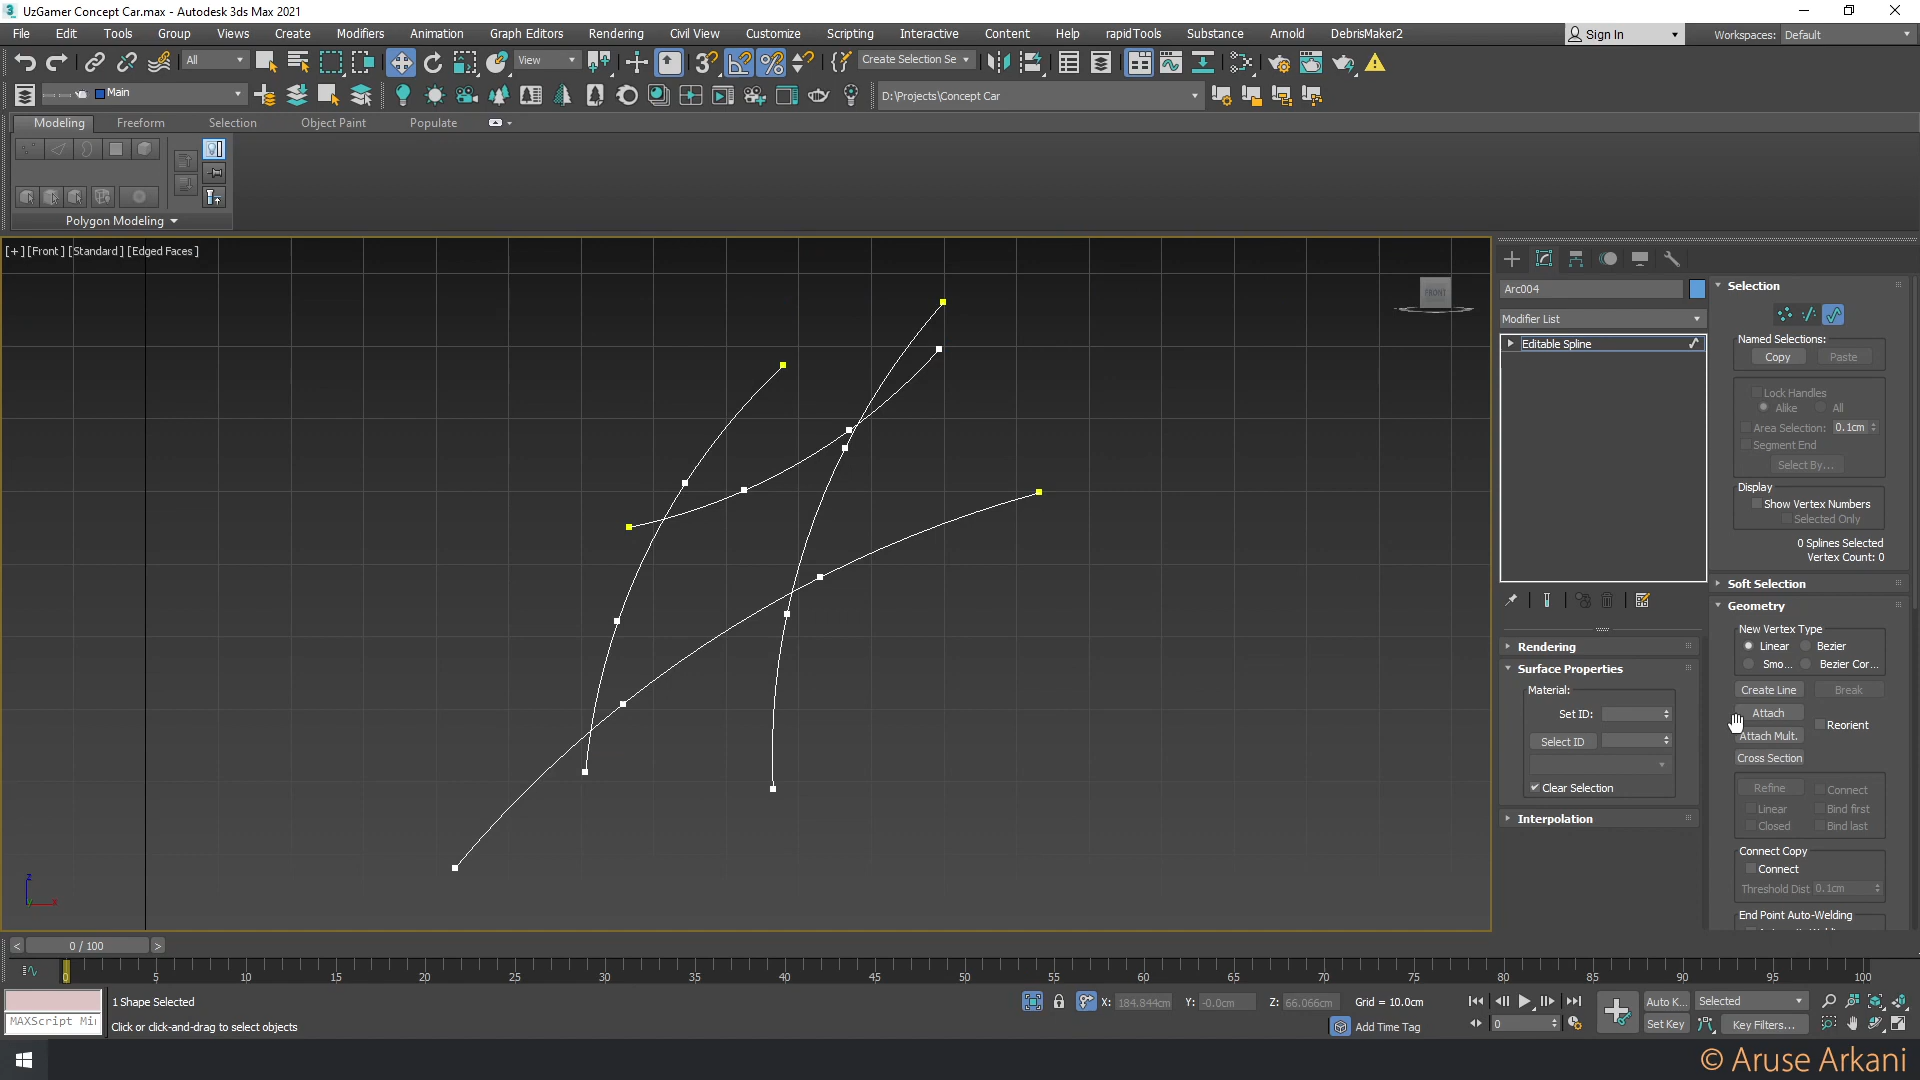 UzGamer Concept Car.max - Autodesk 3ds Max 2021
File Edit Tools Group Views Create Modifiers Animation Graph Editors Rendering Civil View Customize Scripting Interactive Content Help rapidTools Substance Arnold DebrisMaker2 Sign In Workspaces: Default
All View Create Selection Se
Main D:\Projects\Concept Car
Modeling Freeform Selection Object Paint Populate
Polygon Modeling
[+] [Front] [Standard] [Edged Faces]
FRONT
z
x
Arc004
Modifier List
Editable Spline
Rendering
Surface Properties
Material:
Set ID:
Select ID
Clear Selection
Interpolation
Selection
Named Selections:
Copy Paste
Lock Handles
Alike All
Area Selection: 0.1cm
Segment End
Select By...
Display
Show Vertex Numbers
Selected Only
0 Splines Selected
Vertex Count: 0
Soft Selection
Geometry
New Vertex Type
Linear Bezier
Smo... Bezier Cor...
Create Line Break
Attach
Reorient
Attach Mult.
Cross Section
Refine Connect
Linear Bind first
Closed Bind last
Connect Copy
Connect
Threshold Dist 0.1cm
End Point Auto-Welding
< 0 / 100 >
0 5 10 15 20 25 30 35 40 45 50 55 60 65 70 75 80 85 90 95 100
1 Shape Selected X: 184.844cm Y: -0.0cm Z: 66.066cm Grid = 10.0cm Auto K... Selected
MAXScript Mi
Click or click-and-drag to select objects Add Time Tag 0 Set Key Key Filters...
© Aruse Arkani